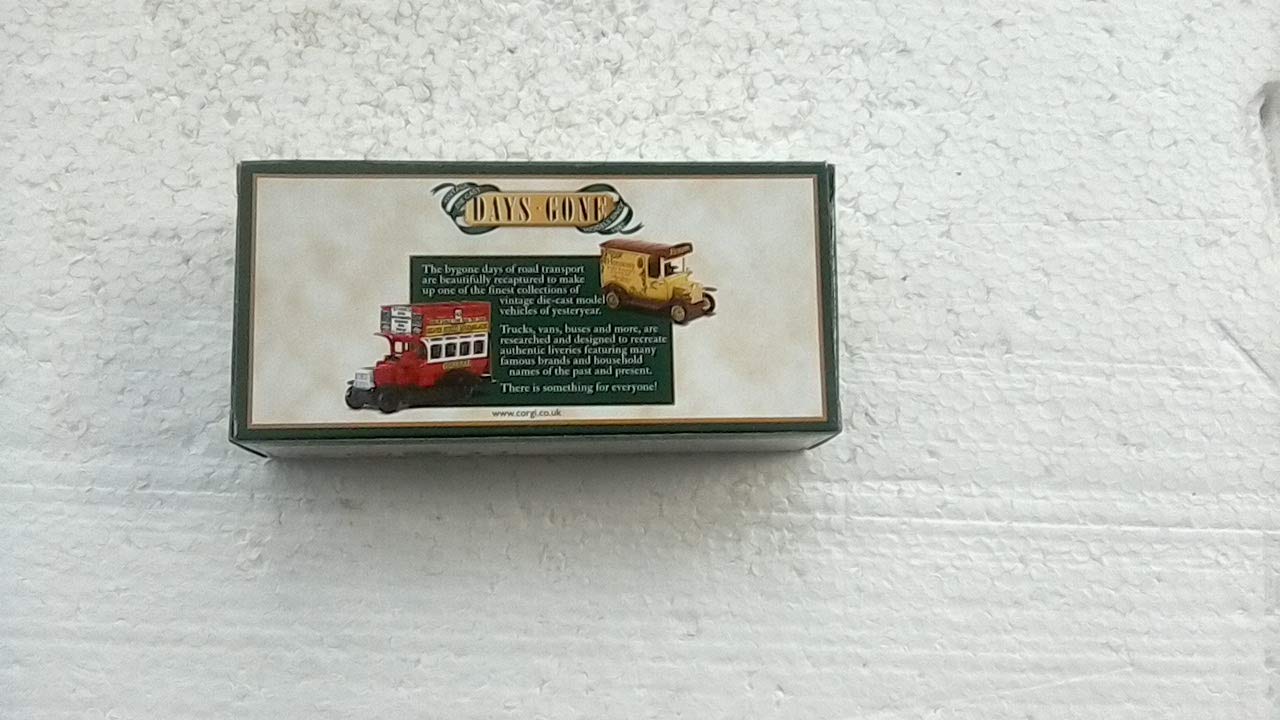 DAYS · GONE
The bygone days of road transport
are beautifully recaptured to make
up one of the finest collections of
vintage die-cast model
vehicles of yesteryear.
Trucks, vans, buses and more, are
researched and designed to recreate
authentic liveries featuring many
famous brands and household
names of the past and present.
There is something for everyone!
GENERAL
www.corgi.co.uk